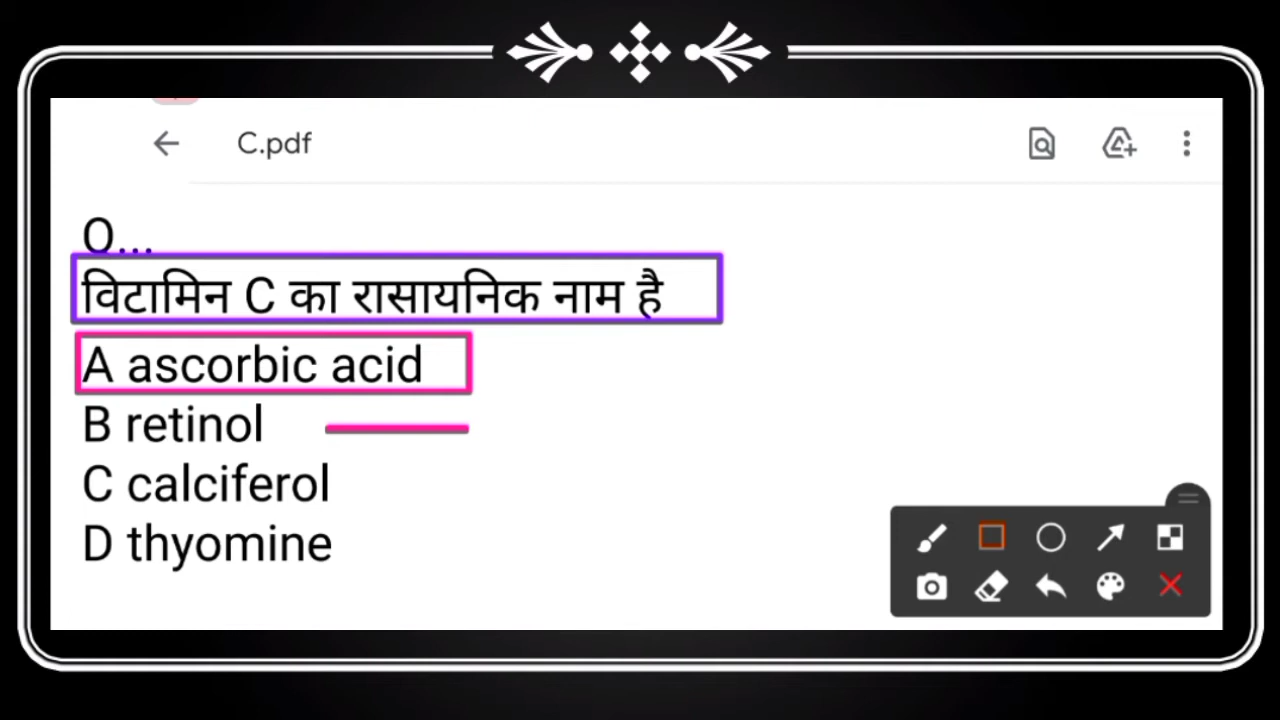 C.pdf
Q...
विटामिन C का रासायनिक नाम है
A ascorbic acid
B retinol
C calciferol
D thyomine